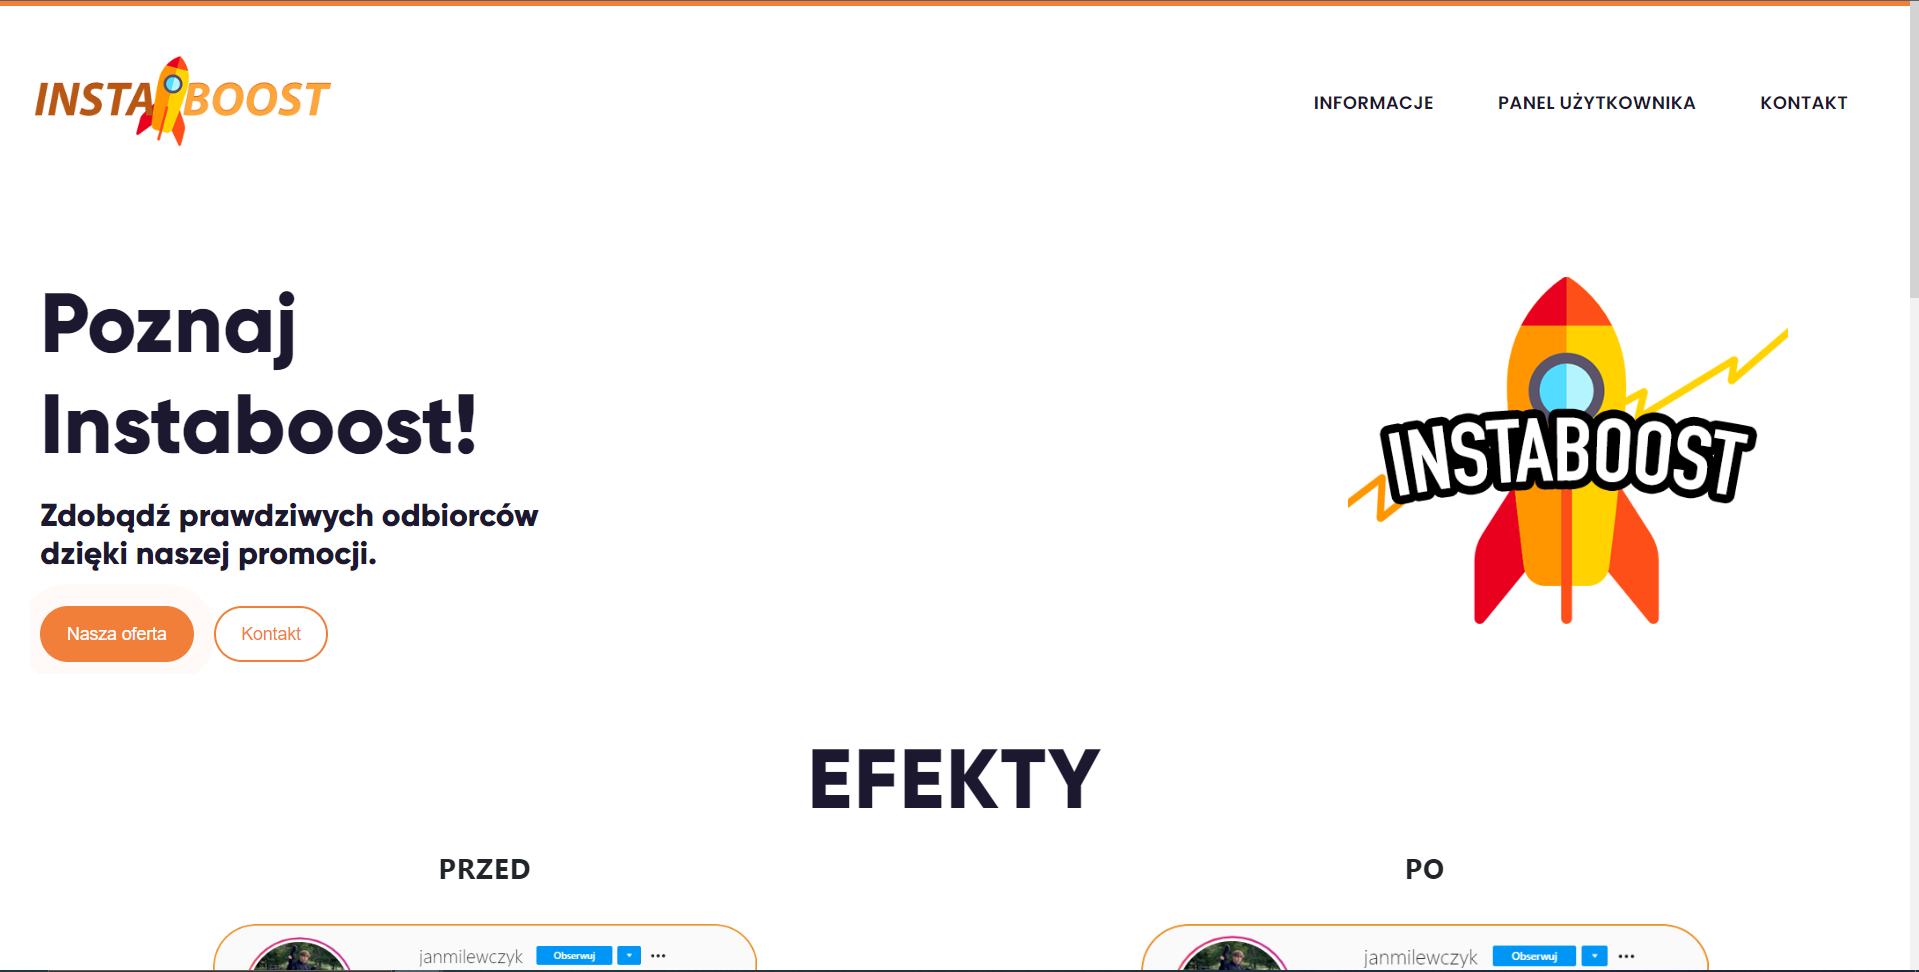 INSTABOOST
INFORMACJE
PANEL UŻYTKOWNIKA
KONTAKT
Poznaj
Instaboost!
Zdobądź prawdziwych odbiorców
dzięki naszej promocji.
Nasza oferta
Kontakt
INSTABOOST
EFEKTY
PRZED
PO
janmilewczyk
Obserwuj
janmilewczyk
Obserwuj